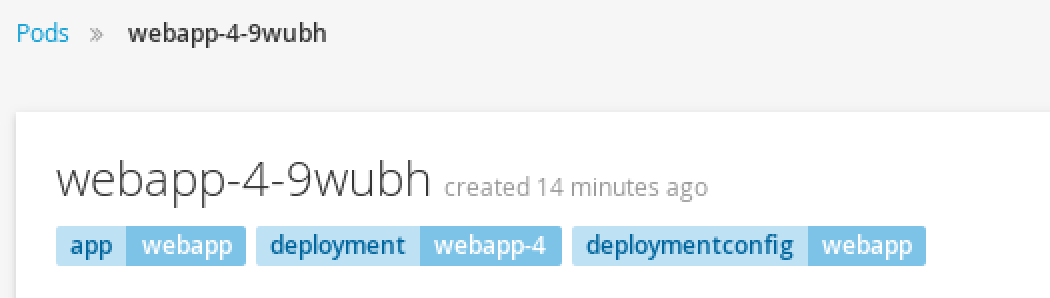 Pods » webapp-4-9wubh
webapp-4-9wubh created 14 minutes ago
app webapp deployment webapp-4 deploymentconfig webapp